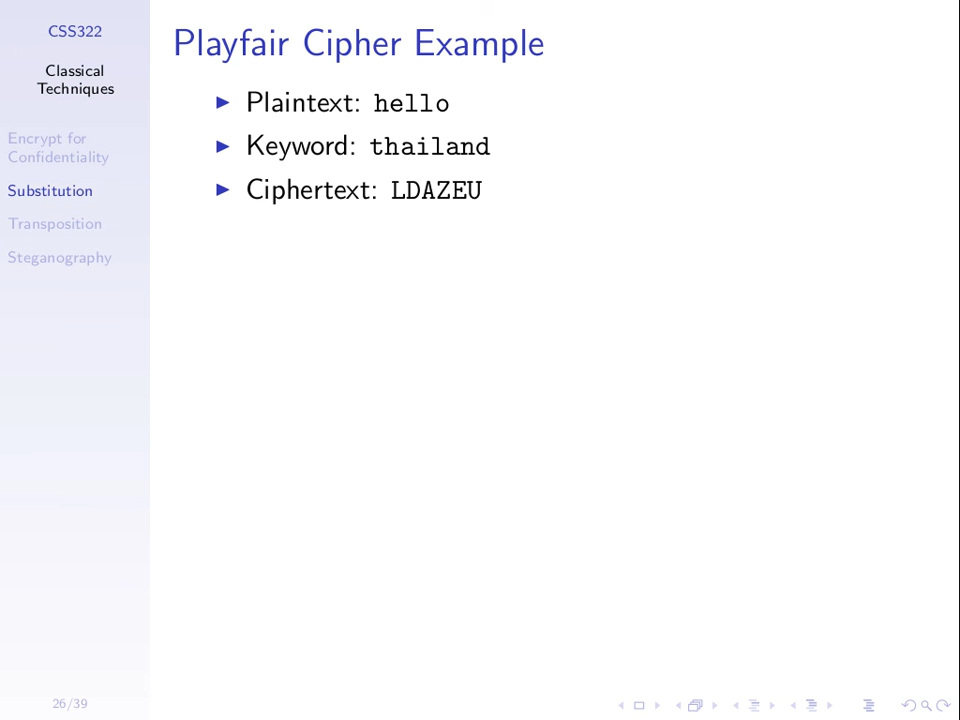 CSS322
Classical
Techniques
Encrypt for
Confidentiality
Substitution
Transposition
Steganography
26/39
Playfair Cipher Example
▶ Plaintext: hello
▶ Keyword: thailand
▶ Ciphertext: LDAZEU